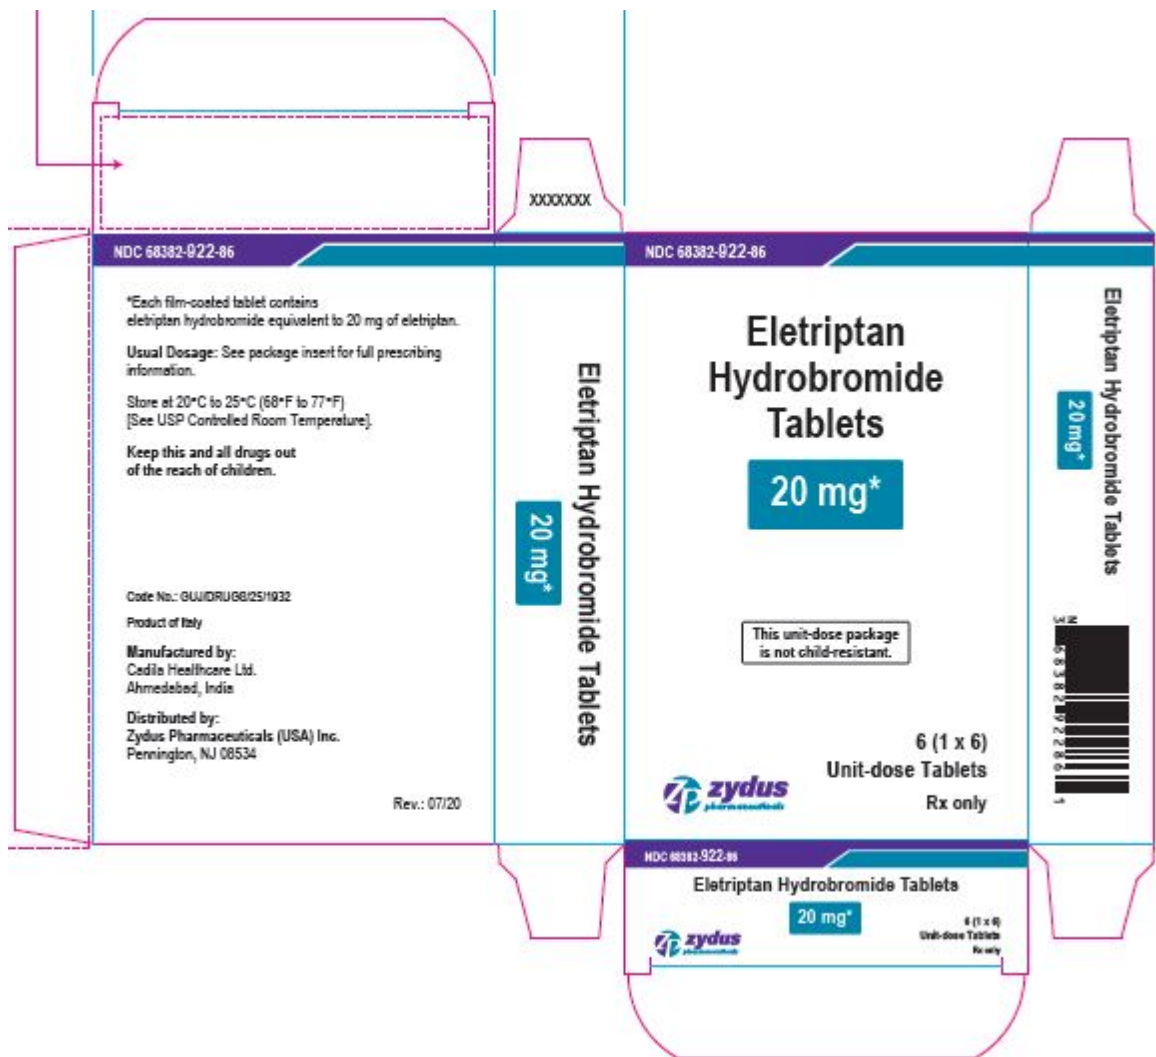 XXXXXXX
NDC 68382-922-86
*Each film-coated tablet contains
eletriptan hydrobromide equivalent to 20 mg of eletriptan.
Usual Dosage: See package insert for full prescribing
information.
Store at 20°C to 25°C (68°F to 77°F)
[See USP Controlled Room Temperature].
Keep this and all drugs out
of the reach of children.
Code No.: GUJ/DRUGS/25/1932
Product of Italy
Manufactured by:
Cadila Healthcare Ltd.
Ahmedabad, India
Distributed by:
Zydus Pharmaceuticals (USA) Inc.
Pennington, NJ 08534
Rev.: 07/20
Eletriptan Hydrobromide Tablets
20 mg*
NDC 68382-922-86
Eletriptan
Hydrobromide
Tablets
20 mg*
This unit-dose package
is not child-resistant.
6 (1 x 6)
Unit-dose Tablets
Rx only
zydus
pharmaceuticals
Eletriptan Hydrobromide Tablets
20 mg*
N
3 68382 92286 1
NDC 68382-922-86
Eletriptan Hydrobromide Tablets
20 mg*
6 (1 x 6)
Unit-dose Tablets
Rx only
zydus
pharmaceuticals